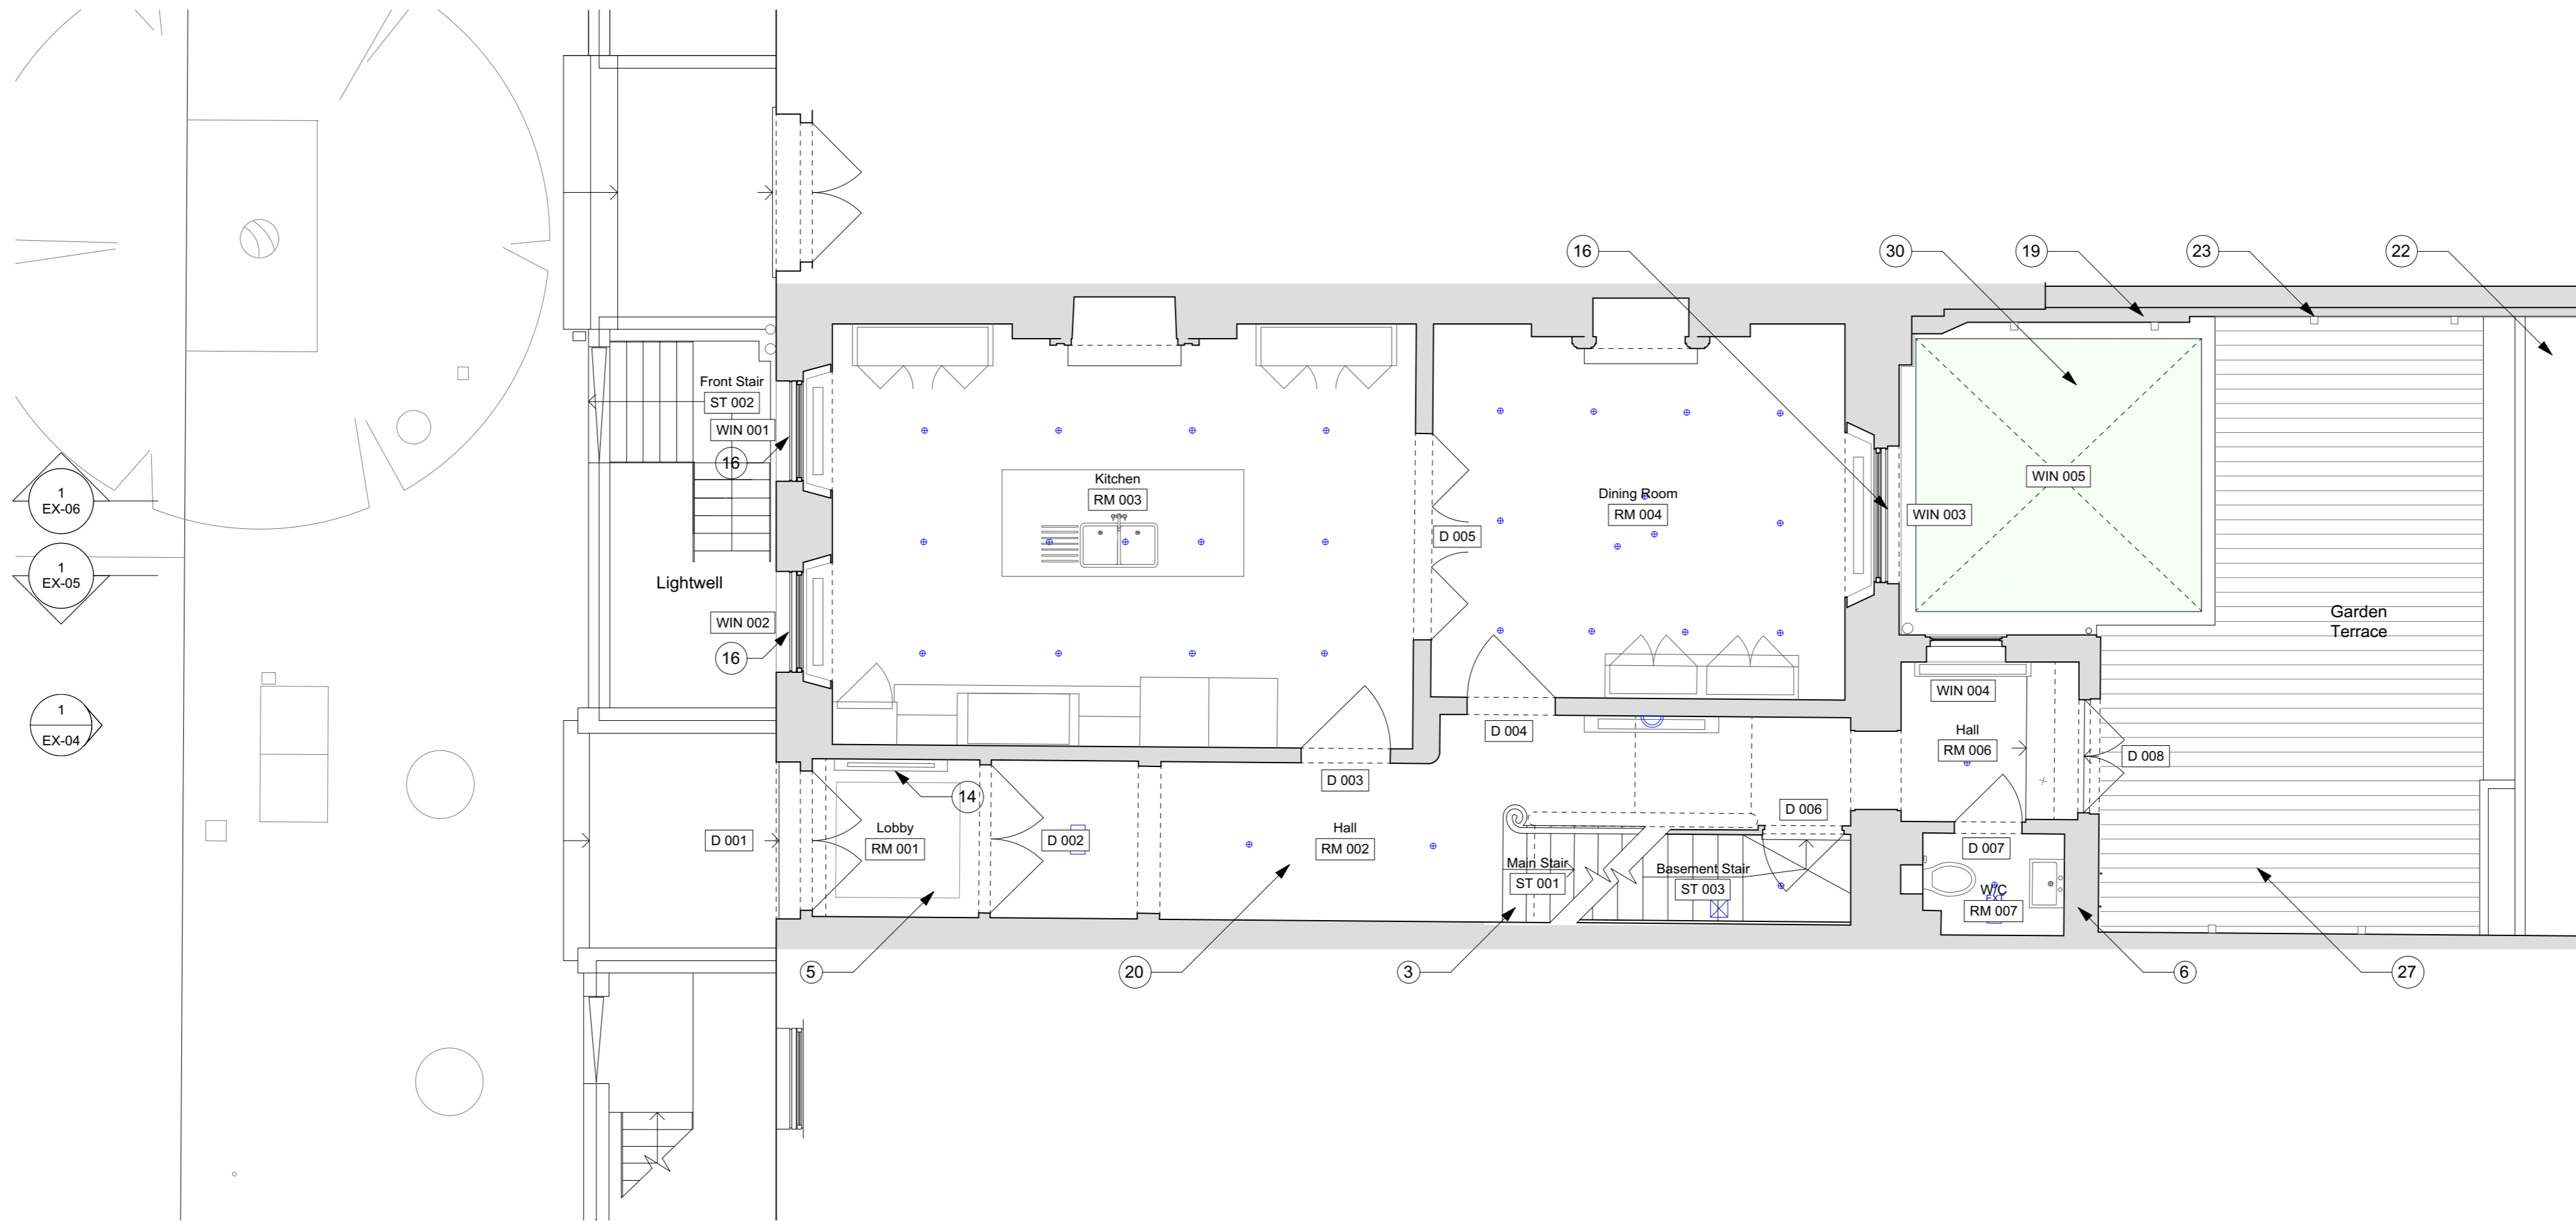 16
30
19
23
22
Front Stair
ST 002
WIN 001
16
1
EX-06
Kitchen
RM 003
Dining Room
RM 004
WIN 005
WIN 003
D 005
1
EX-05
Lightwell
WIN 002
16
Garden
Terrace
WIN 004
1
EX-04
D 004
Hall
RM 006
D 008
D 003
14
D 006
D 001
Lobby
RM 001
D 002
Hall
RM 002
D 007
Main Stair
ST 001
Basement Stair
ST 003
W/C
EXT
RM 007
5
20
3
6
27